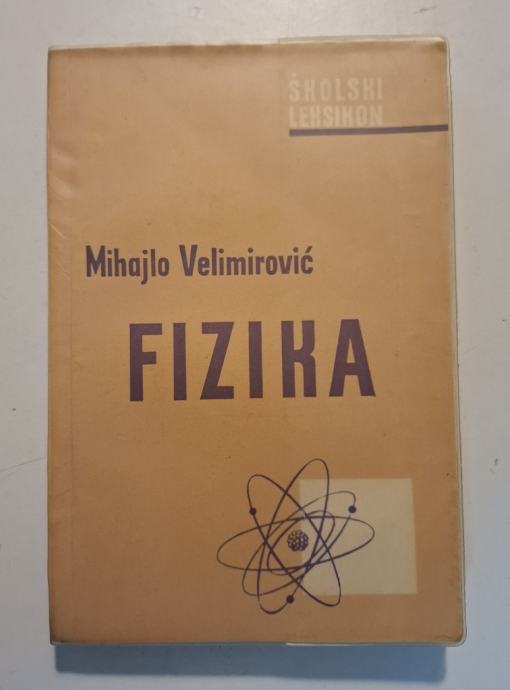 ŠKOLSKI
LEKSIKON
Mihajlo Velimirović
FIZIKA